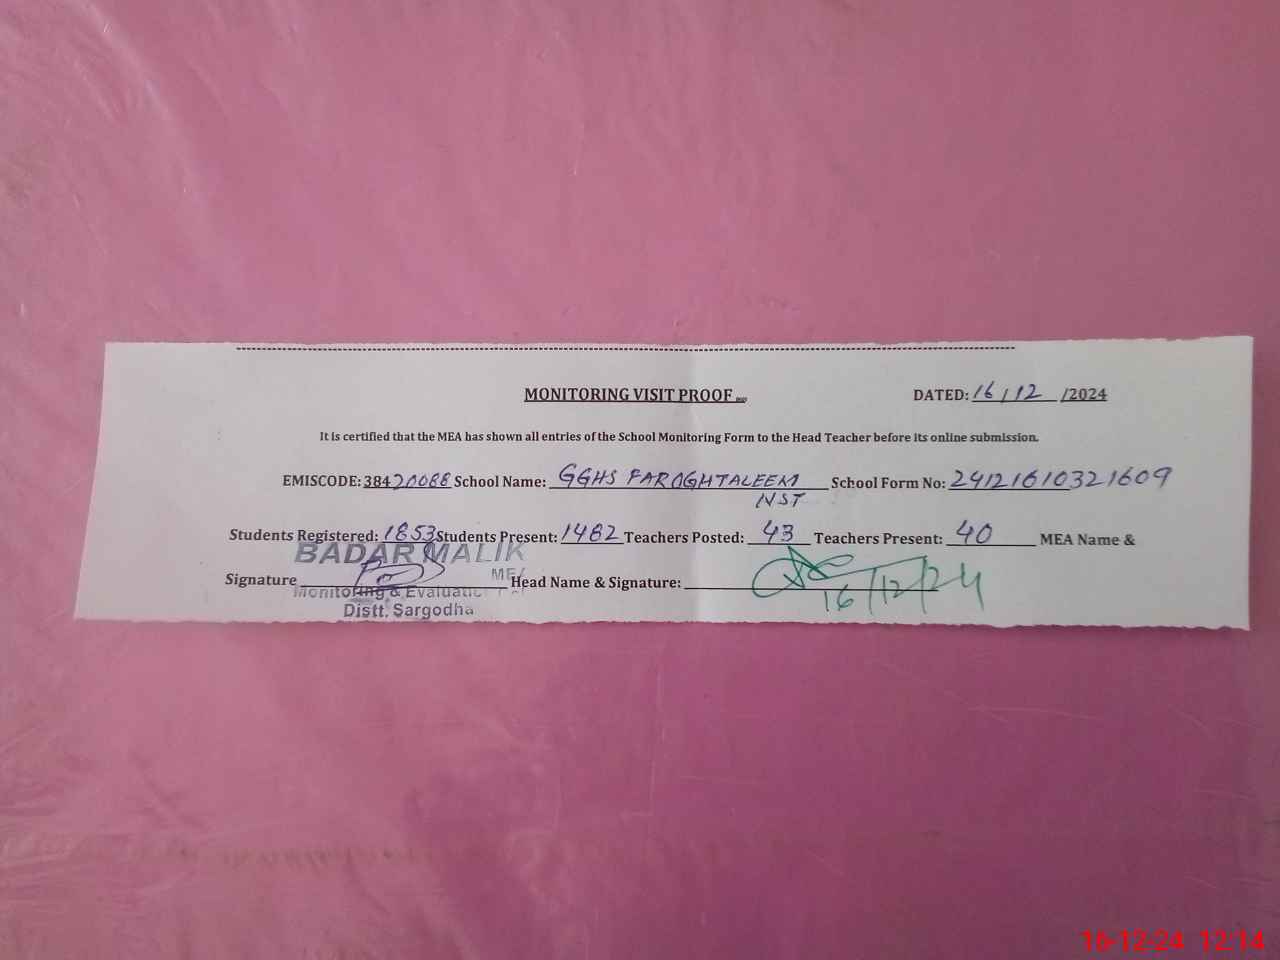 MONITORING VISIT PROOF
DATED: 16/12/2024
It is certified that the MEA has shown all entries of the School Monitoring Form to the Head Teacher before its online submission.
EMISCODE: 38420088 School Name: GGHS FAROGHTALEEM School Form No: 24121610321609
NST
Students Registered: 1853 Students Present: 1482 Teachers Posted: 43 Teachers Present: 40 MEA Name &
BADAR MALIK
MEA
Signature Head Name & Signature:
Monitoring & Evaluation
16/12/24
Distt. Sargodha
16-12-24 12:14